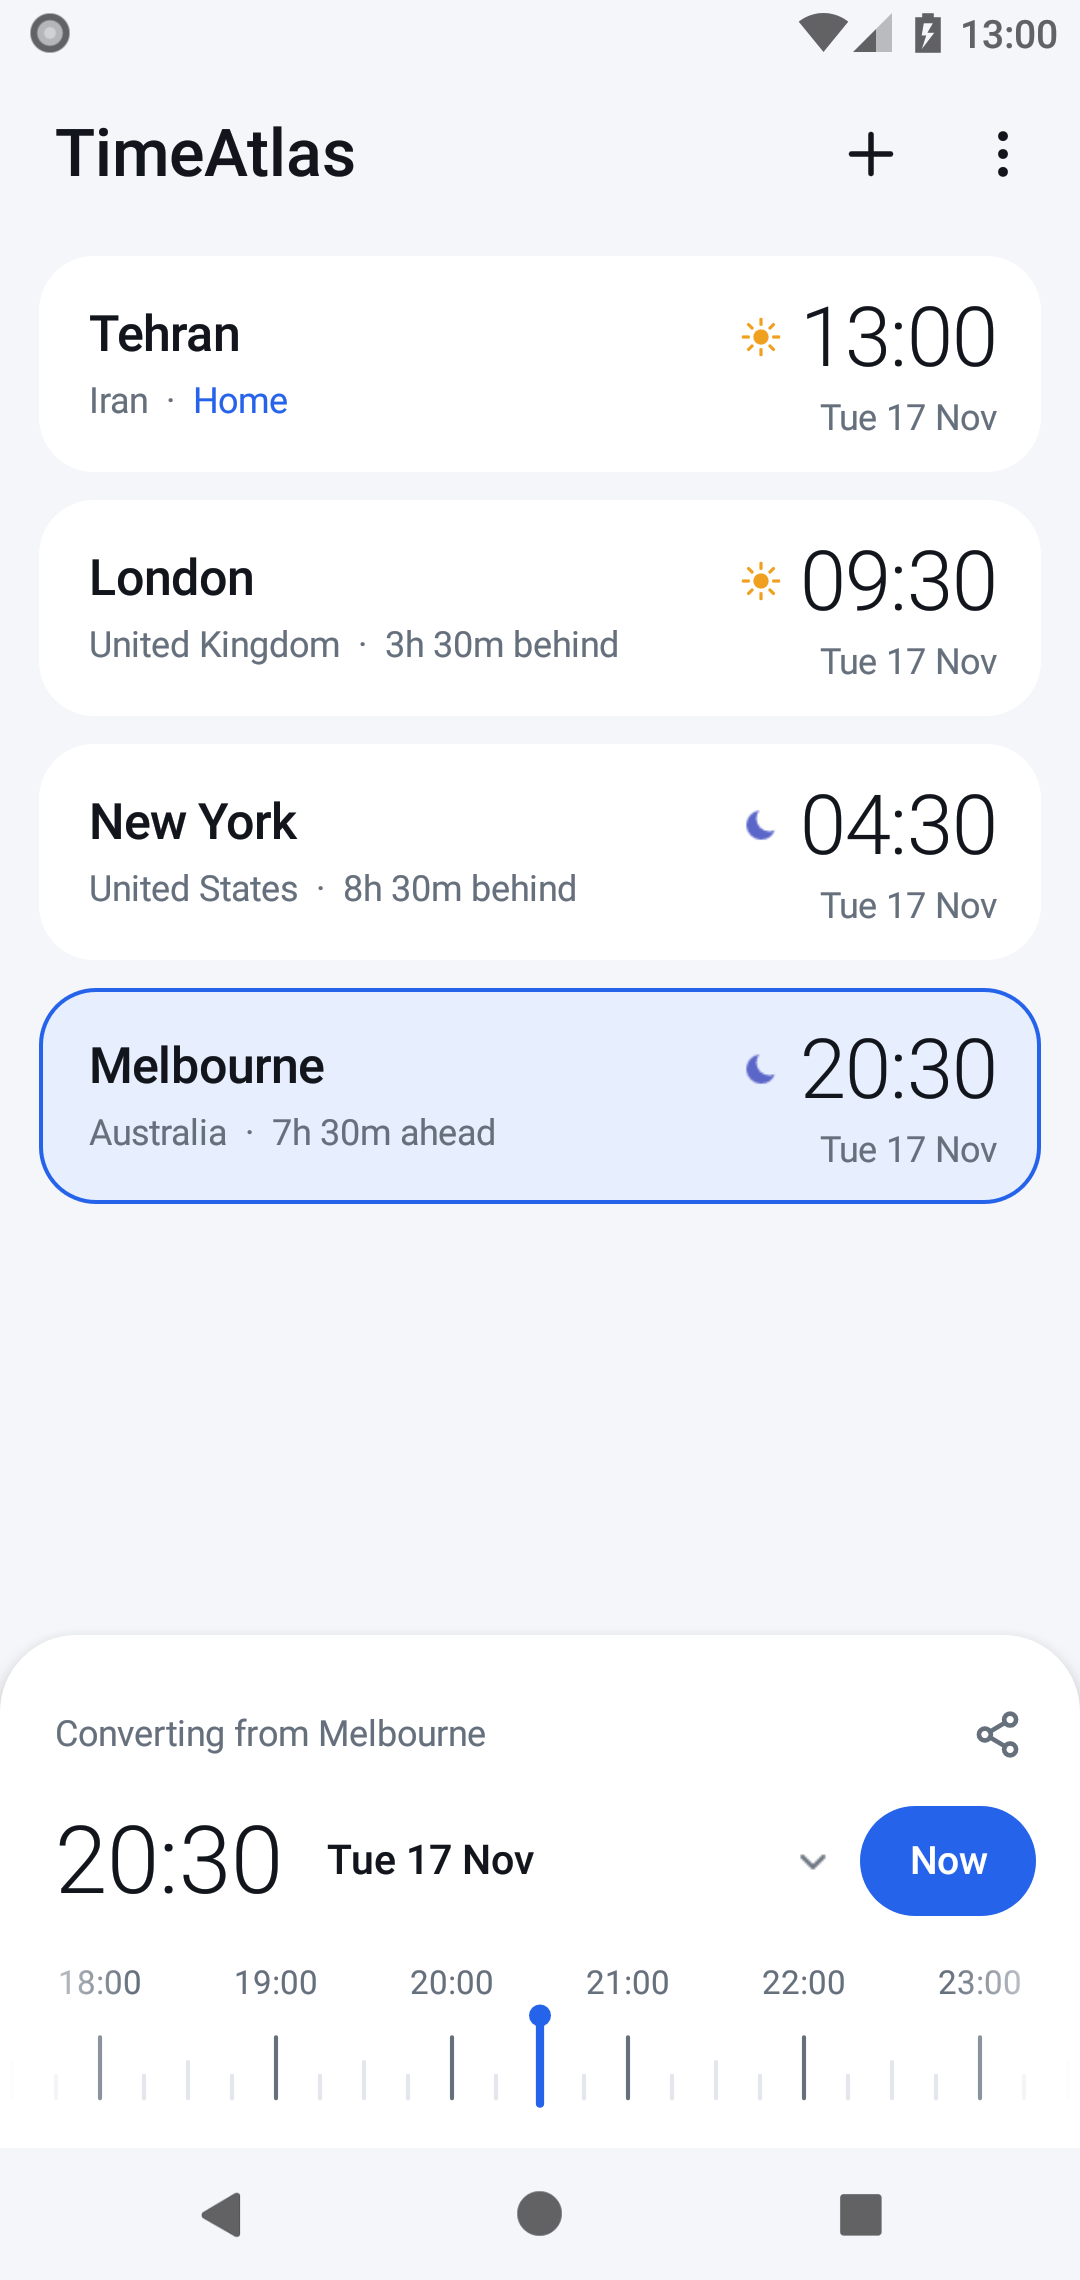 13:00
TimeAtlas
Tehran
13:00
Iran · Home
Tue 17 Nov
London
09:30
United Kingdom · 3h 30m behind
Tue 17 Nov
New York
04:30
United States · 8h 30m behind
Tue 17 Nov
Melbourne
20:30
Australia · 7h 30m ahead
Tue 17 Nov
Converting from Melbourne
20:30 Tue 17 Nov Now
18:00 19:00 20:00 21:00 22:00 23:00